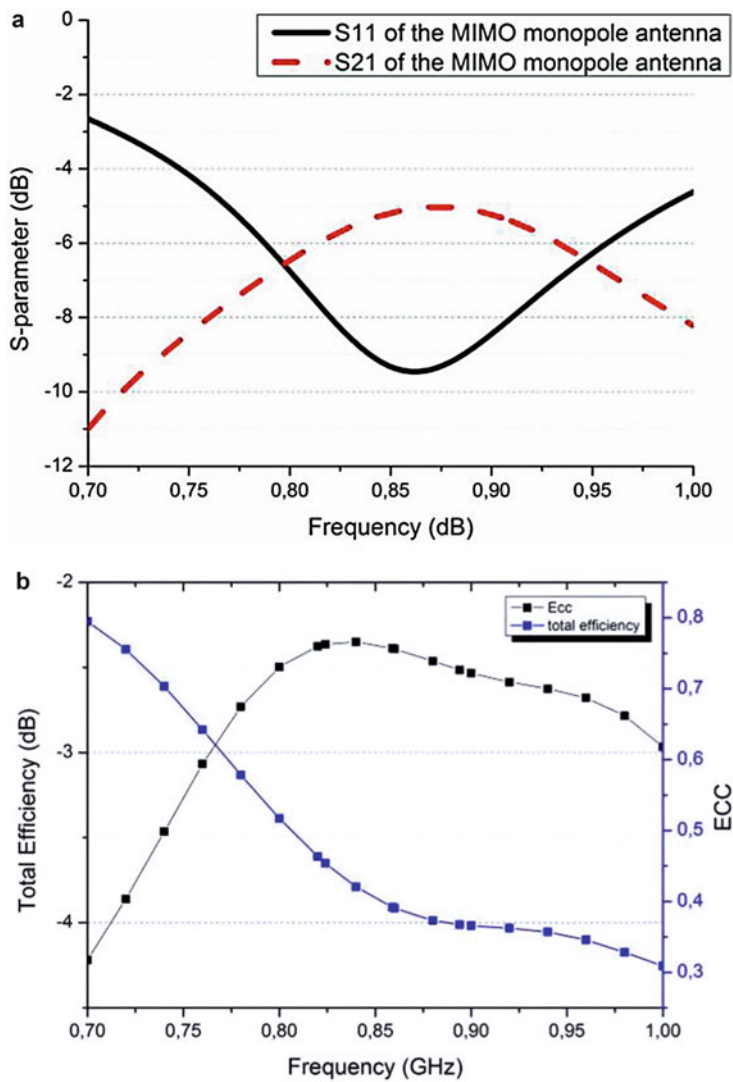 a
S11 of the MIMO monopole antenna
S21 of the MIMO monopole antenna
0
-2
-4
-6
-8
-10
-12
S-parameter (dB)
0,70
0,75
0,80
0,85
0,90
0,95
1,00
Frequency (dB)
b
Ecc
total efficiency
-2
-3
-4
Total Efficiency (dB)
0,8
0,7
0,6
0,5
0,4
0,3
ECC
0,70
0,75
0,80
0,85
0,90
0,95
1,00
Frequency (GHz)